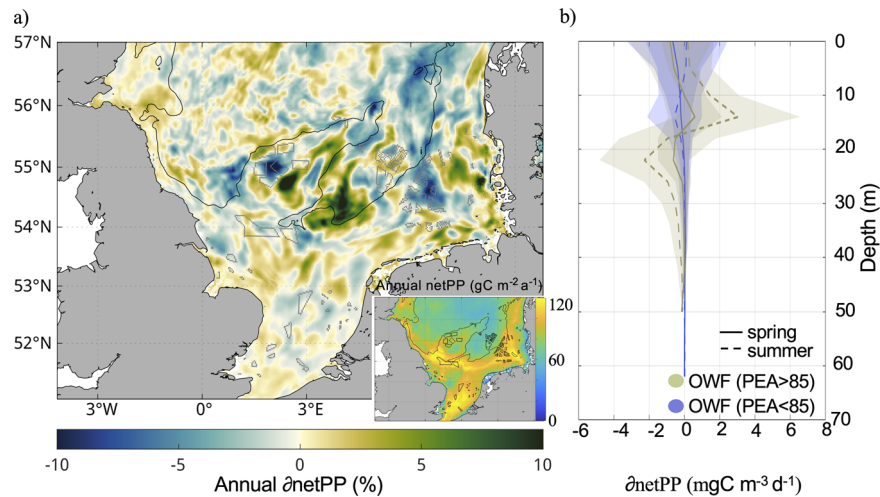 a)
57°N
56°N
55°N
54°N
53°N
52°N
3°W
0°
3°E
Annual netPP (gC m⁻² a⁻¹)
120
60
0
-10
-5
0
5
10
Annual ∂netPP (%)
b)
0
10
20
30
40
50
60
70
Depth (m)
spring
summer
OWF (PEA>85)
OWF (PEA<85)
-6
-4
-2
0
2
4
6
8
∂netPP (mgC m⁻³ d⁻¹)